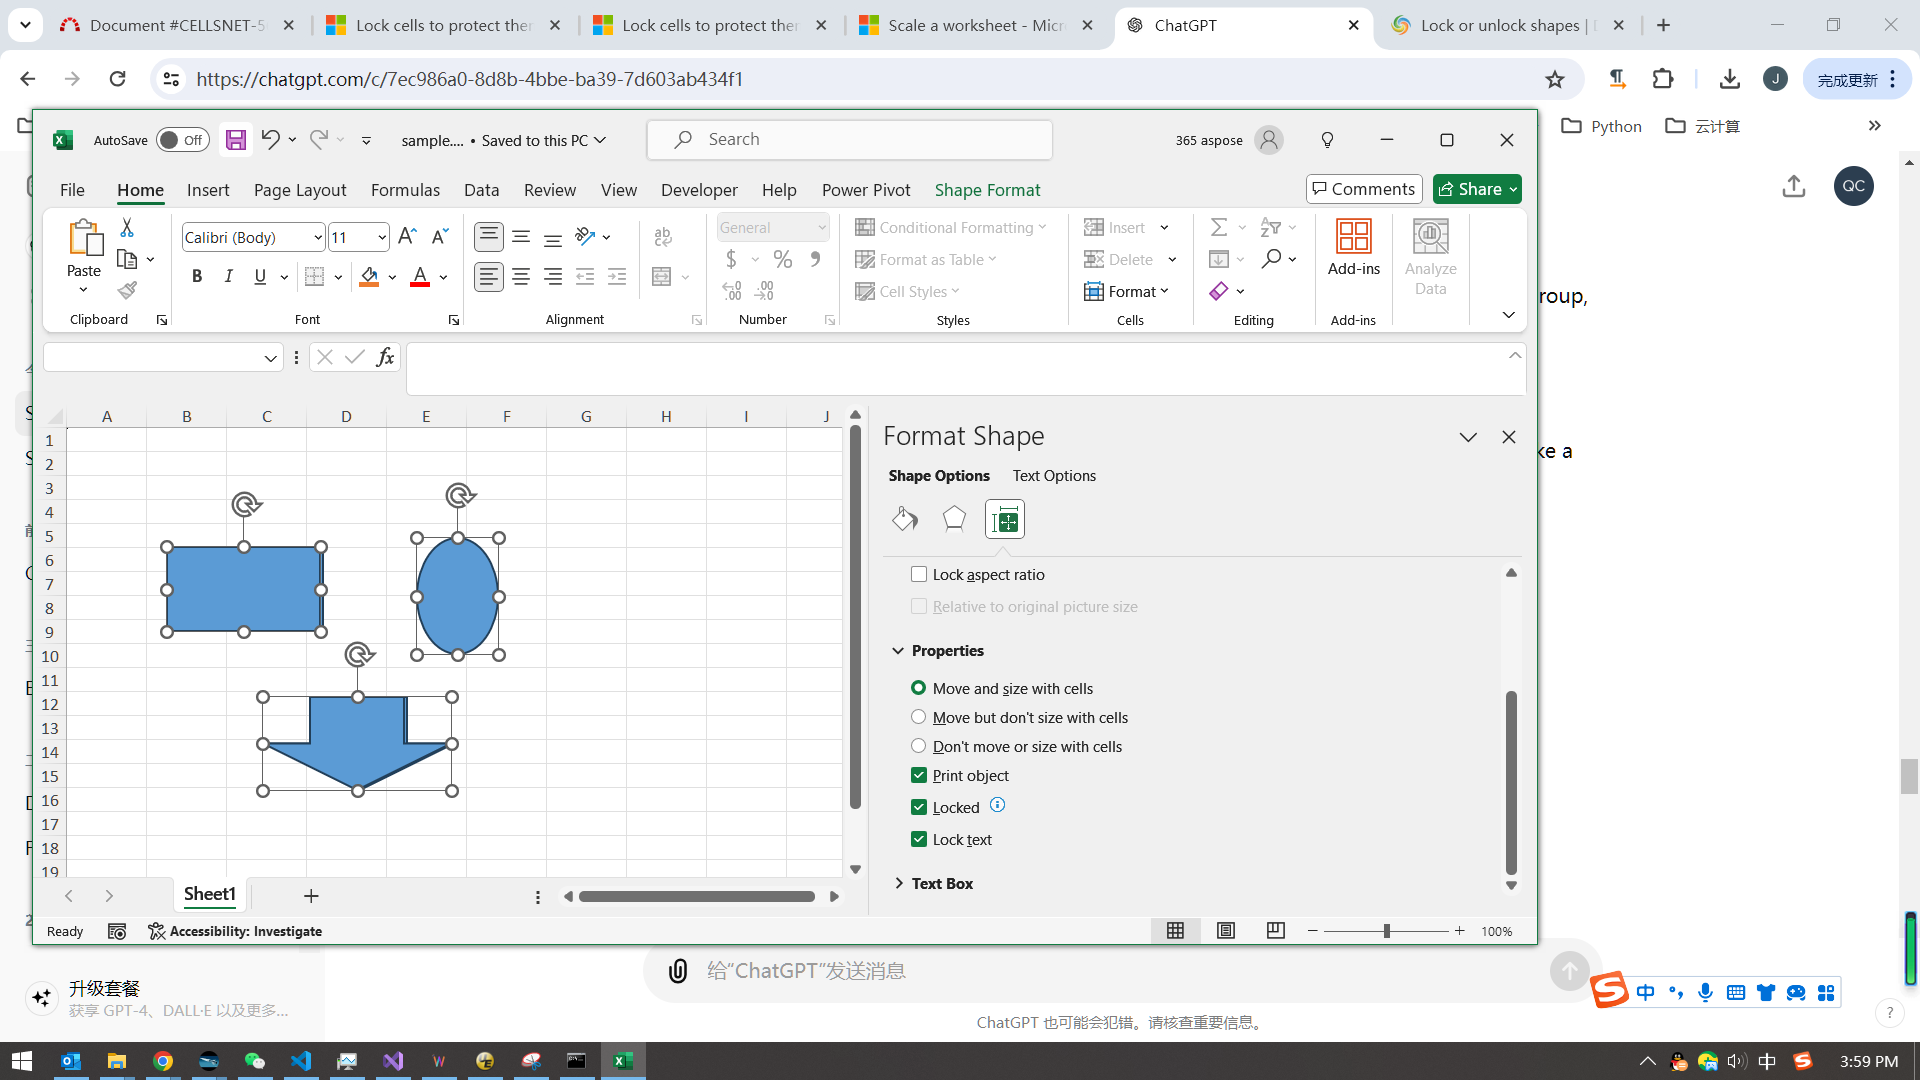 Document #CELLSNET-5
Lock cells to protect ther
Lock cells to protect ther
Scale a worksheet - Micr
ChatGPT
Lock or unlock shapes |
https://chatgpt.com/c/7ec986a0-8d8b-4bbe-ba39-7d603ab434f1
J
完成更新
Python
云计算
AutoSave Off
sample.... • Saved to this PC
Search
365 aspose
File Home Insert Page Layout Formulas Data Review View Developer Help Power Pivot Shape Format
Comments
Share
QC
Paste
Calibri (Body) 11
B I U
General
Conditional Formatting
Format as Table
Cell Styles
Insert
Delete
Format
Add-ins
Analyze Data
Clipboard Font Alignment Number Styles Cells Editing Add-ins
roup,
fx
A B C D E F G H I J
1
2
3
4
5
6
7
8
9
10
11
12
13
14
15
16
17
18
19
Format Shape
Shape Options Text Options
Lock aspect ratio
Relative to original picture size
Properties
Move and size with cells
Move but don't size with cells
Don't move or size with cells
Print object
Locked
Lock text
Text Box
ke a
Sheet1
Ready
Accessibility: Investigate
100%
升级套餐
获享 GPT-4、DALL·E 以及更多...
给“ChatGPT”发送消息
ChatGPT 也可能会犯错。请核查重要信息。
中
?
中
3:59 PM